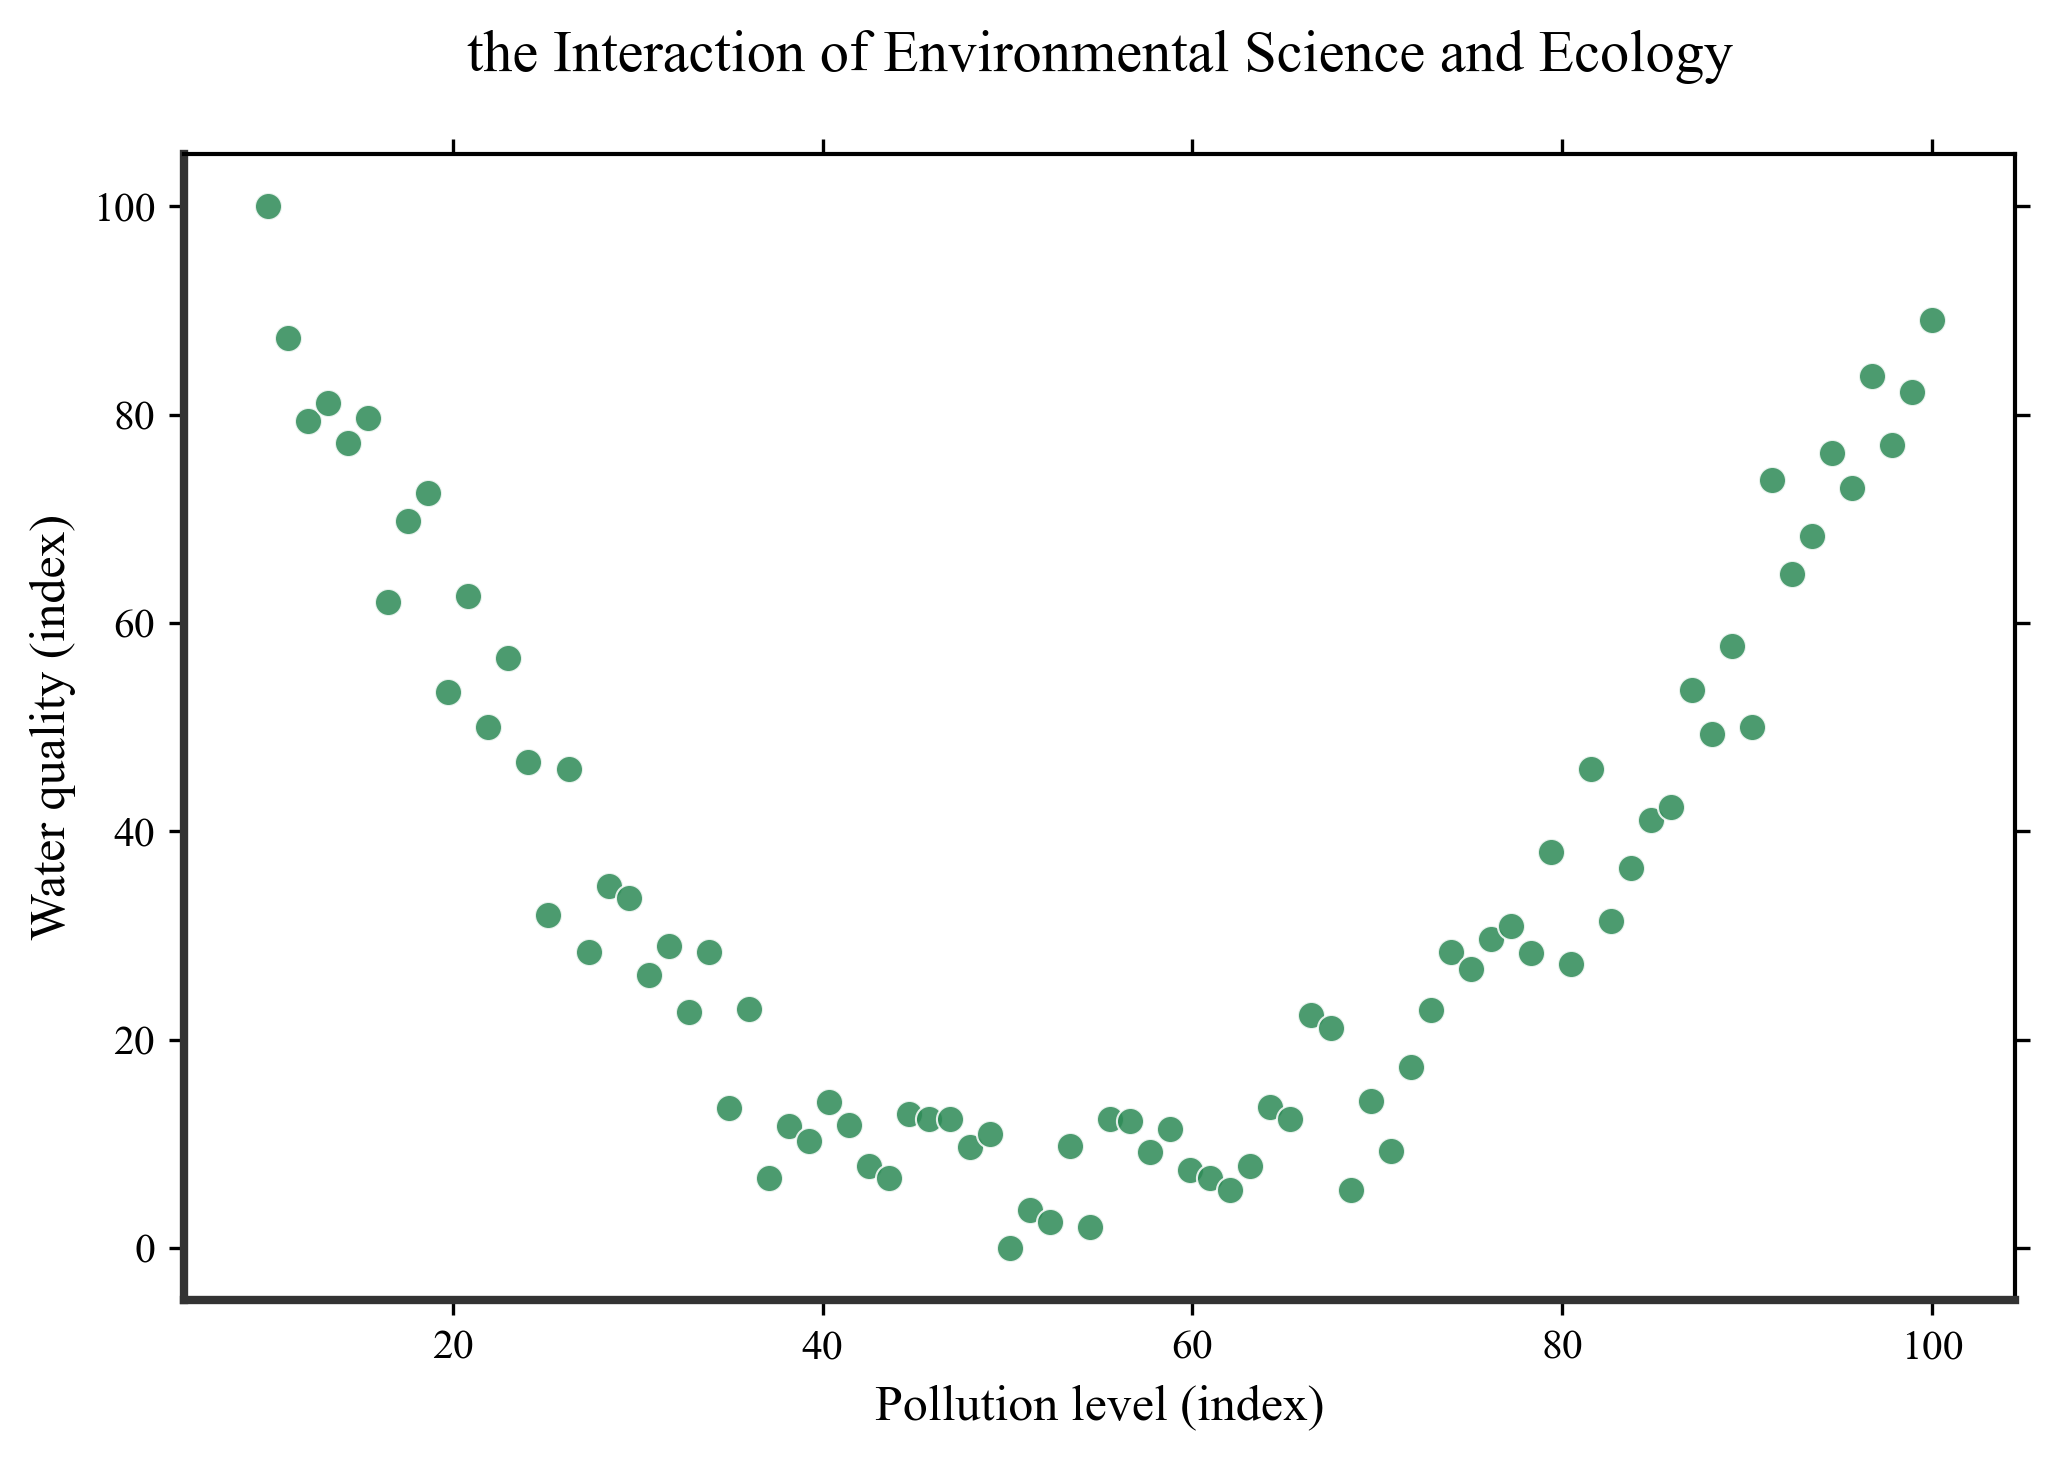 the Interaction of Environmental Science and Ecology
100
80
60
40
20
0
Water quality (index)
20 40 60 80 100
Pollution level (index)